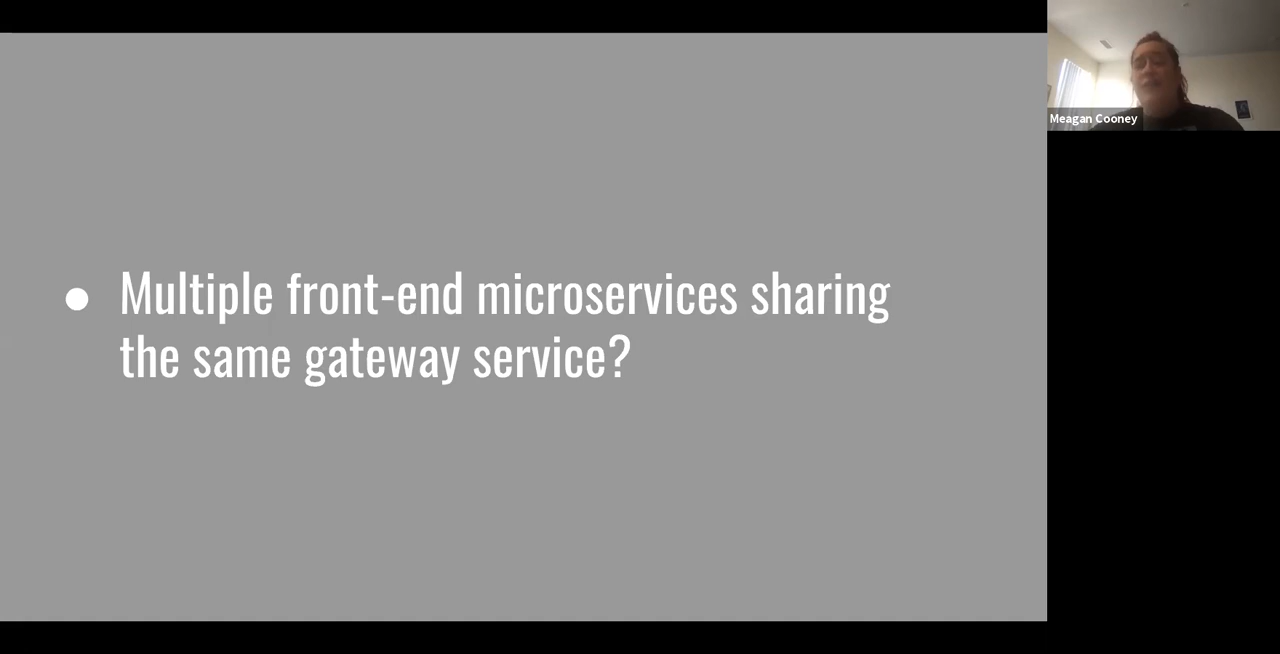 ● Multiple front-end microservices sharing
the same gateway service?
Meagan Cooney